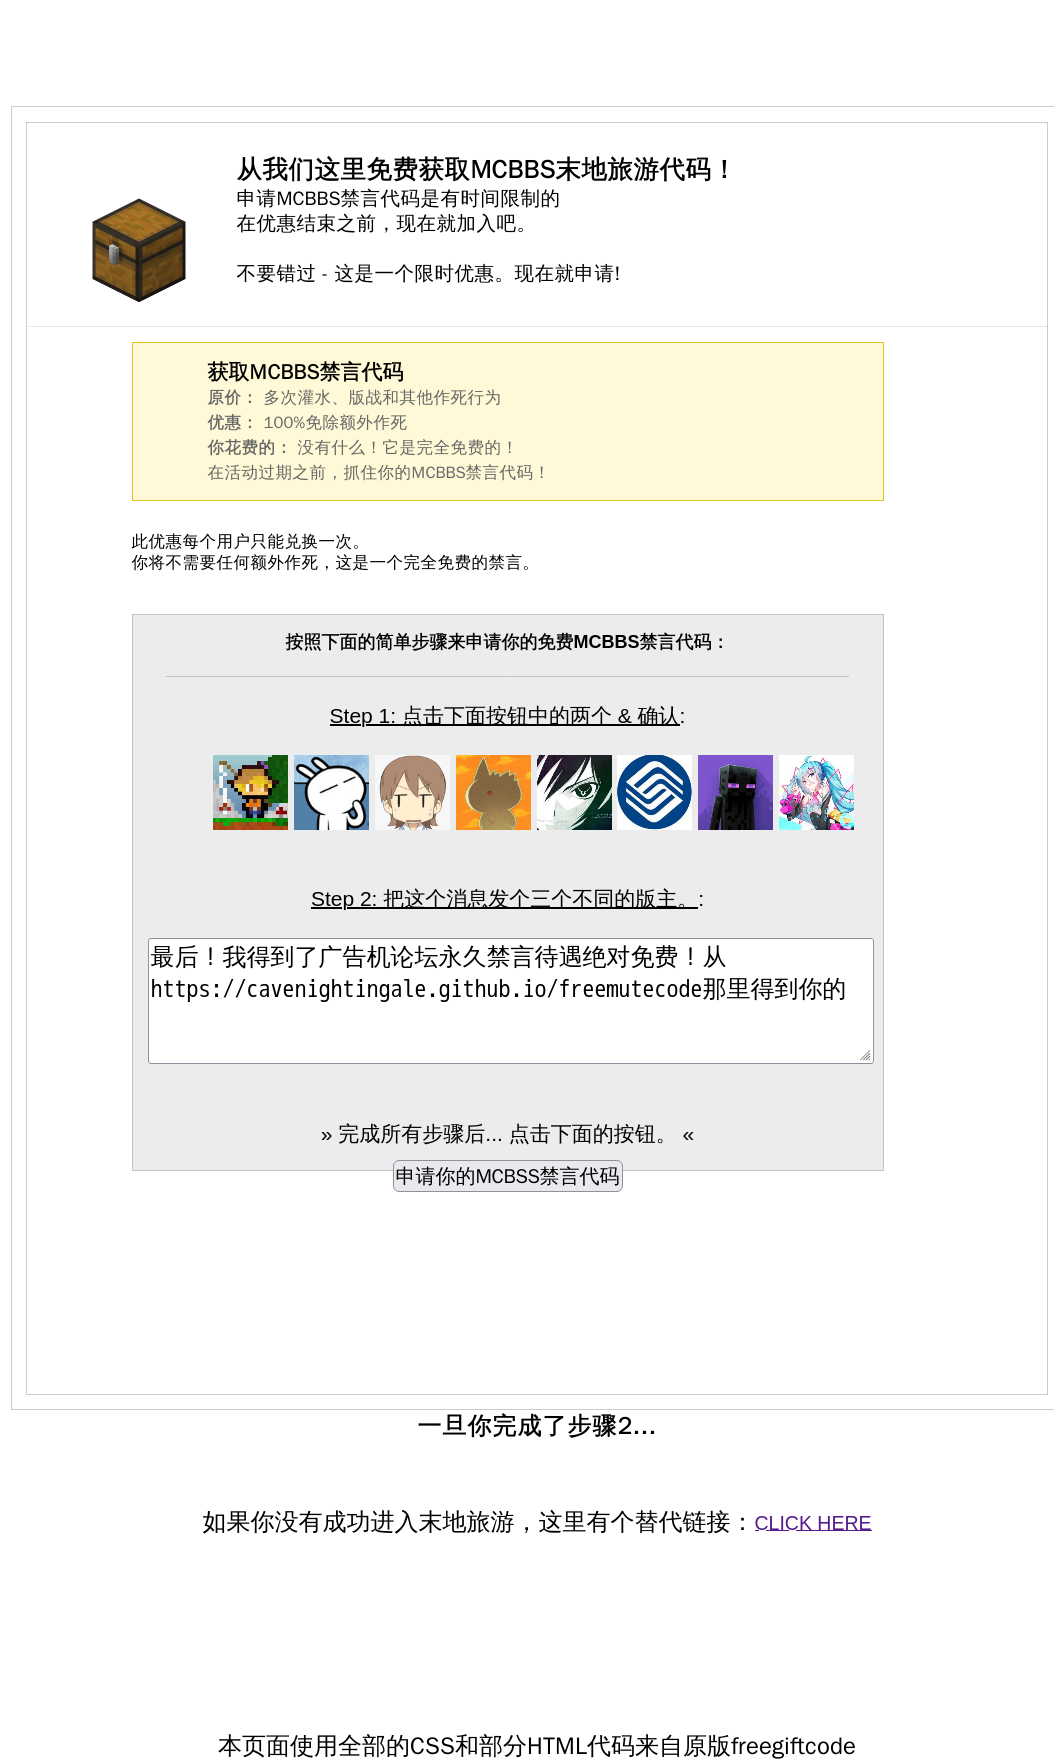 从我们这里免费获取MCBBS末地旅游代码！
申请MCBBS禁言代码是有时间限制的
在优惠结束之前，现在就加入吧。
不要错过 - 这是一个限时优惠。现在就申请!
获取MCBBS禁言代码
原价： 多次灌水、版战和其他作死行为
优惠： 100%免除额外作死
你花费的： 没有什么！它是完全免费的！
在活动过期之前，抓住你的MCBBS禁言代码！
此优惠每个用户只能兑换一次。
你将不需要任何额外作死，这是一个完全免费的禁言。
按照下面的简单步骤来申请你的免费MCBBS禁言代码：
Step 1: 点击下面按钮中的两个 & 确认:
Step 2: 把这个消息发个三个不同的版主。:
最后！我得到了广告机论坛永久禁言待遇绝对免费！从
https://cavenightingale.github.io/freemutecode那里得到你的
» 完成所有步骤后... 点击下面的按钮。 «
申请你的MCBSS禁言代码
一旦你完成了步骤2...
如果你没有成功进入末地旅游，这里有个替代链接：CLICK HERE
本页面使用全部的CSS和部分HTML代码来自原版freegiftcode